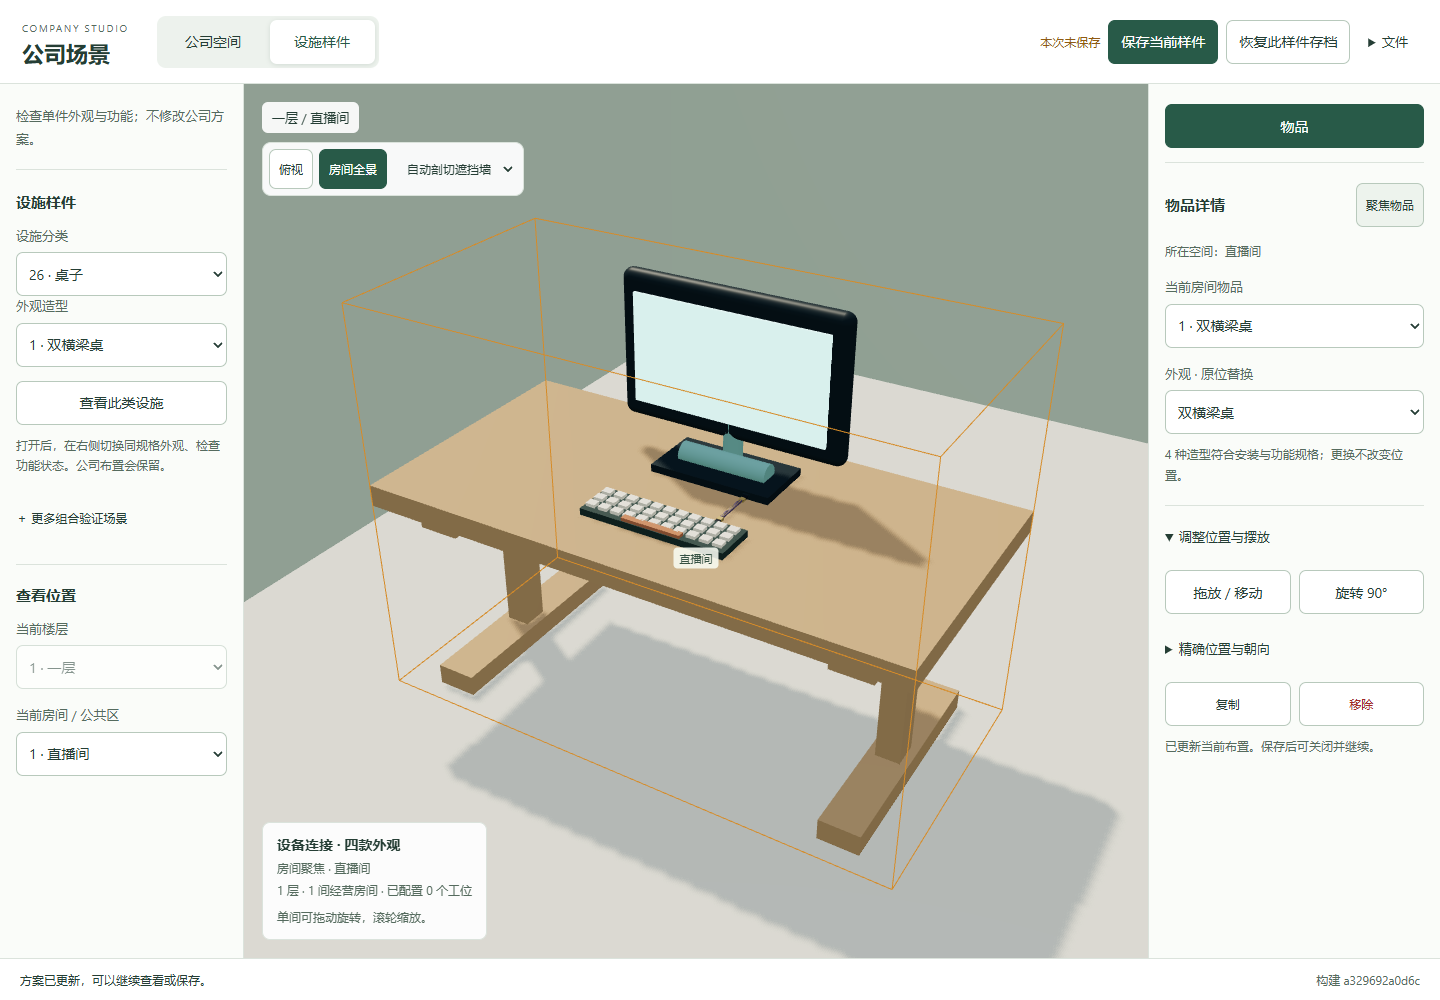 COMPANY STUDIO
公司场景
公司空间
设施样件
本次未保存
保存当前样件
恢复此样件存档
文件
检查单件外观与功能；不修改公司方
案。
设施样件
设施分类
26 · 桌子
外观造型
1 · 双横梁桌
查看此类设施
打开后，在右侧切换同规格外观、检查
功能状态。公司布置会保留。
+ 更多组合验证场景
查看位置
当前楼层
1 · 一层
当前房间 / 公共区
1 · 直播间
一层 / 直播间
俯视
房间全景
自动剖切遮挡墙
直播间
设备连接 · 四款外观
房间聚焦 · 直播间
1 层 · 1 间经营房间 · 已配置 0 个工位
单间可拖动旋转，滚轮缩放。
物品
物品详情
聚焦物品
所在空间：直播间
当前房间物品
1 · 双横梁桌
外观 · 原位替换
双横梁桌
4 种造型符合安装与功能规格；更换不改变位
置。
调整位置与摆放
拖放 / 移动
旋转 90°
精确位置与朝向
复制
移除
已更新当前布置。保存后可关闭并继续。
方案已更新，可以继续查看或保存。
构建 a329692a0d6c